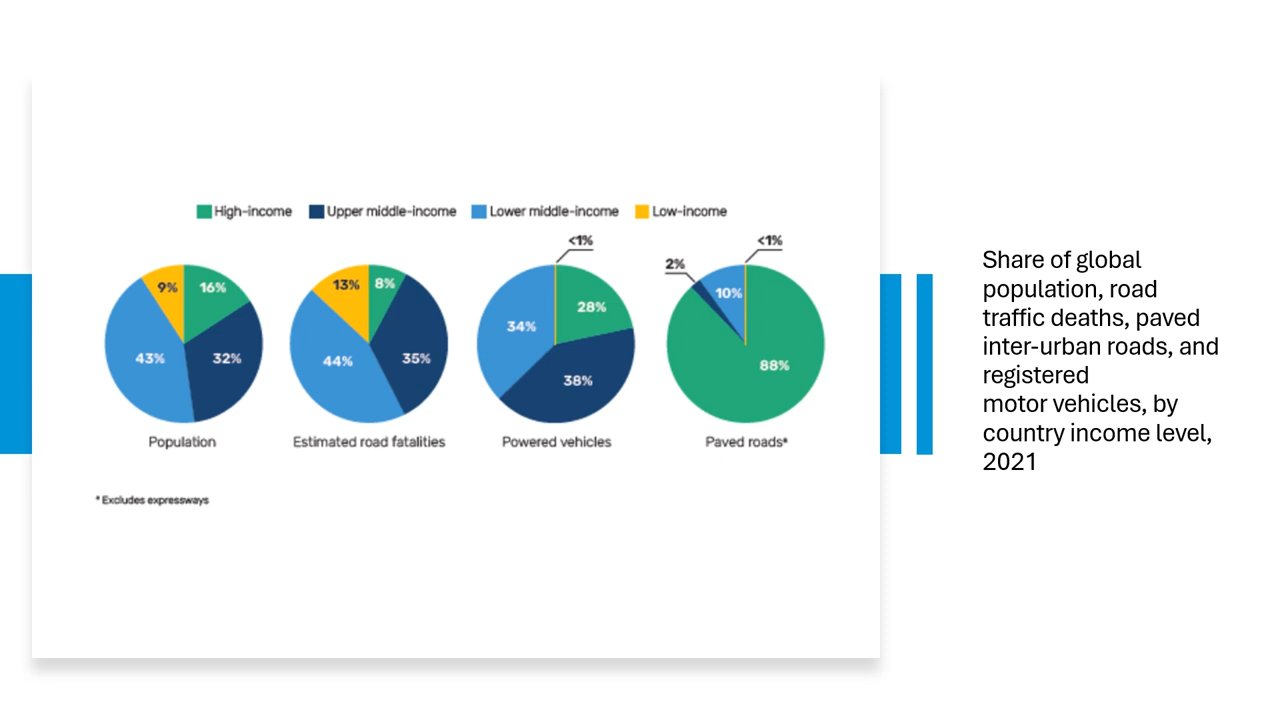 High-income Upper middle-income Lower middle-income Low-income
<1% <1%
2%
9% 16% 13% 8% 28% 10%
34%
43% 32% 44% 35% 38% 88%
Population Estimated road fatalities Powered vehicles Paved roads*
* Excludes expressways
Share of global
population, road
traffic deaths, paved
inter-urban roads, and
registered
motor vehicles, by
country income level,
2021